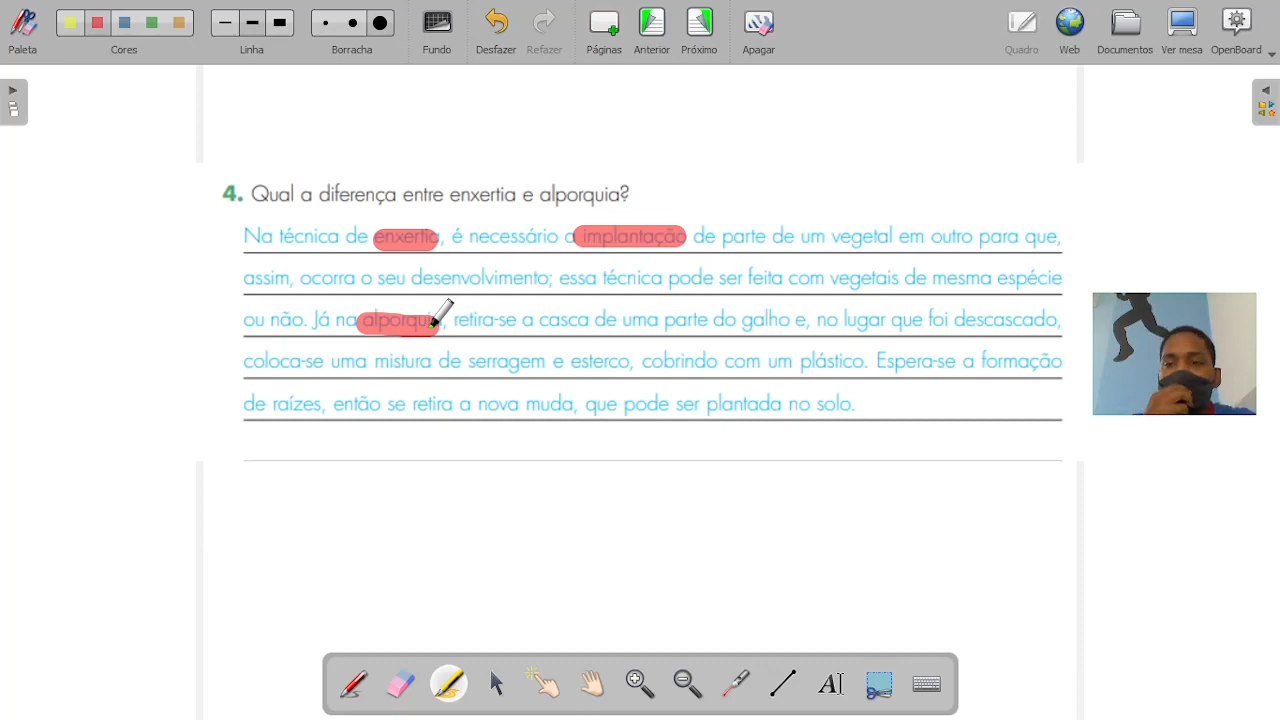 Paleta
Cores
Linha
Borracha
Fundo
Desfazer
Refazer
Páginas
Anterior
Próximo
Apagar
Quadro
Web
Documentos
Ver mesa
OpenBoard
4. Qual a diferença entre enxertia e alporquia?
Na técnica de enxertia, é necessário a implantação de parte de um vegetal em outro para que,
assim, ocorra o seu desenvolvimento; essa técnica pode ser feita com vegetais de mesma espécie
ou não. Já na alporquia, retira-se a casca de uma parte do galho e, no lugar que foi descascado,
coloca-se uma mistura de serragem e esterco, cobrindo com um plástico. Espera-se a formação
de raízes, então se retira a nova muda, que pode ser plantada no solo.